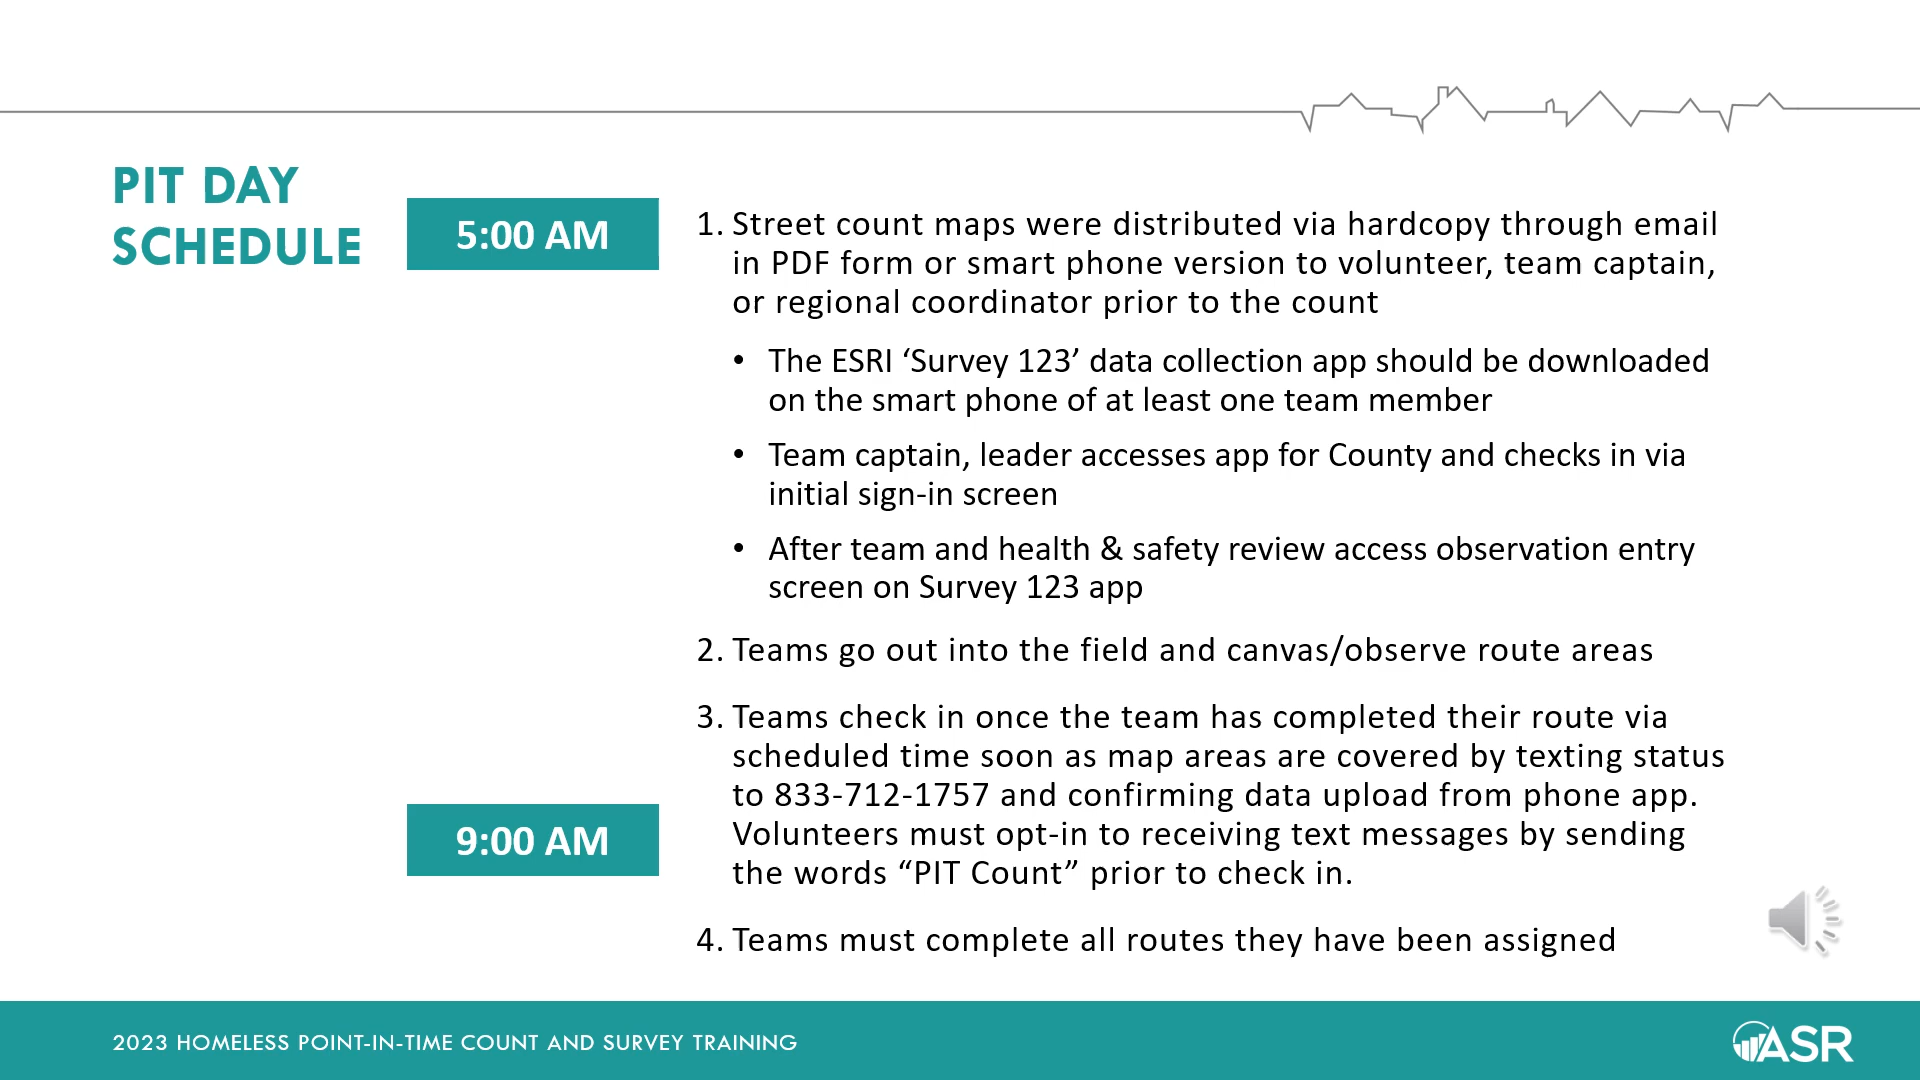 PIT DAY
SCHEDULE
5:00 AM
1. Street count maps were distributed via hardcopy through email
in PDF form or smart phone version to volunteer, team captain,
or regional coordinator prior to the count
• The ESRI ‘Survey 123’ data collection app should be downloaded
on the smart phone of at least one team member
• Team captain, leader accesses app for County and checks in via
initial sign-in screen
• After team and health & safety review access observation entry
screen on Survey 123 app
2. Teams go out into the field and canvas/observe route areas
3. Teams check in once the team has completed their route via
scheduled time soon as map areas are covered by texting status
to 833-712-1757 and confirming data upload from phone app.
Volunteers must opt-in to receiving text messages by sending
the words “PIT Count” prior to check in.
9:00 AM
4. Teams must complete all routes they have been assigned
2023 HOMELESS POINT-IN-TIME COUNT AND SURVEY TRAINING
ASR